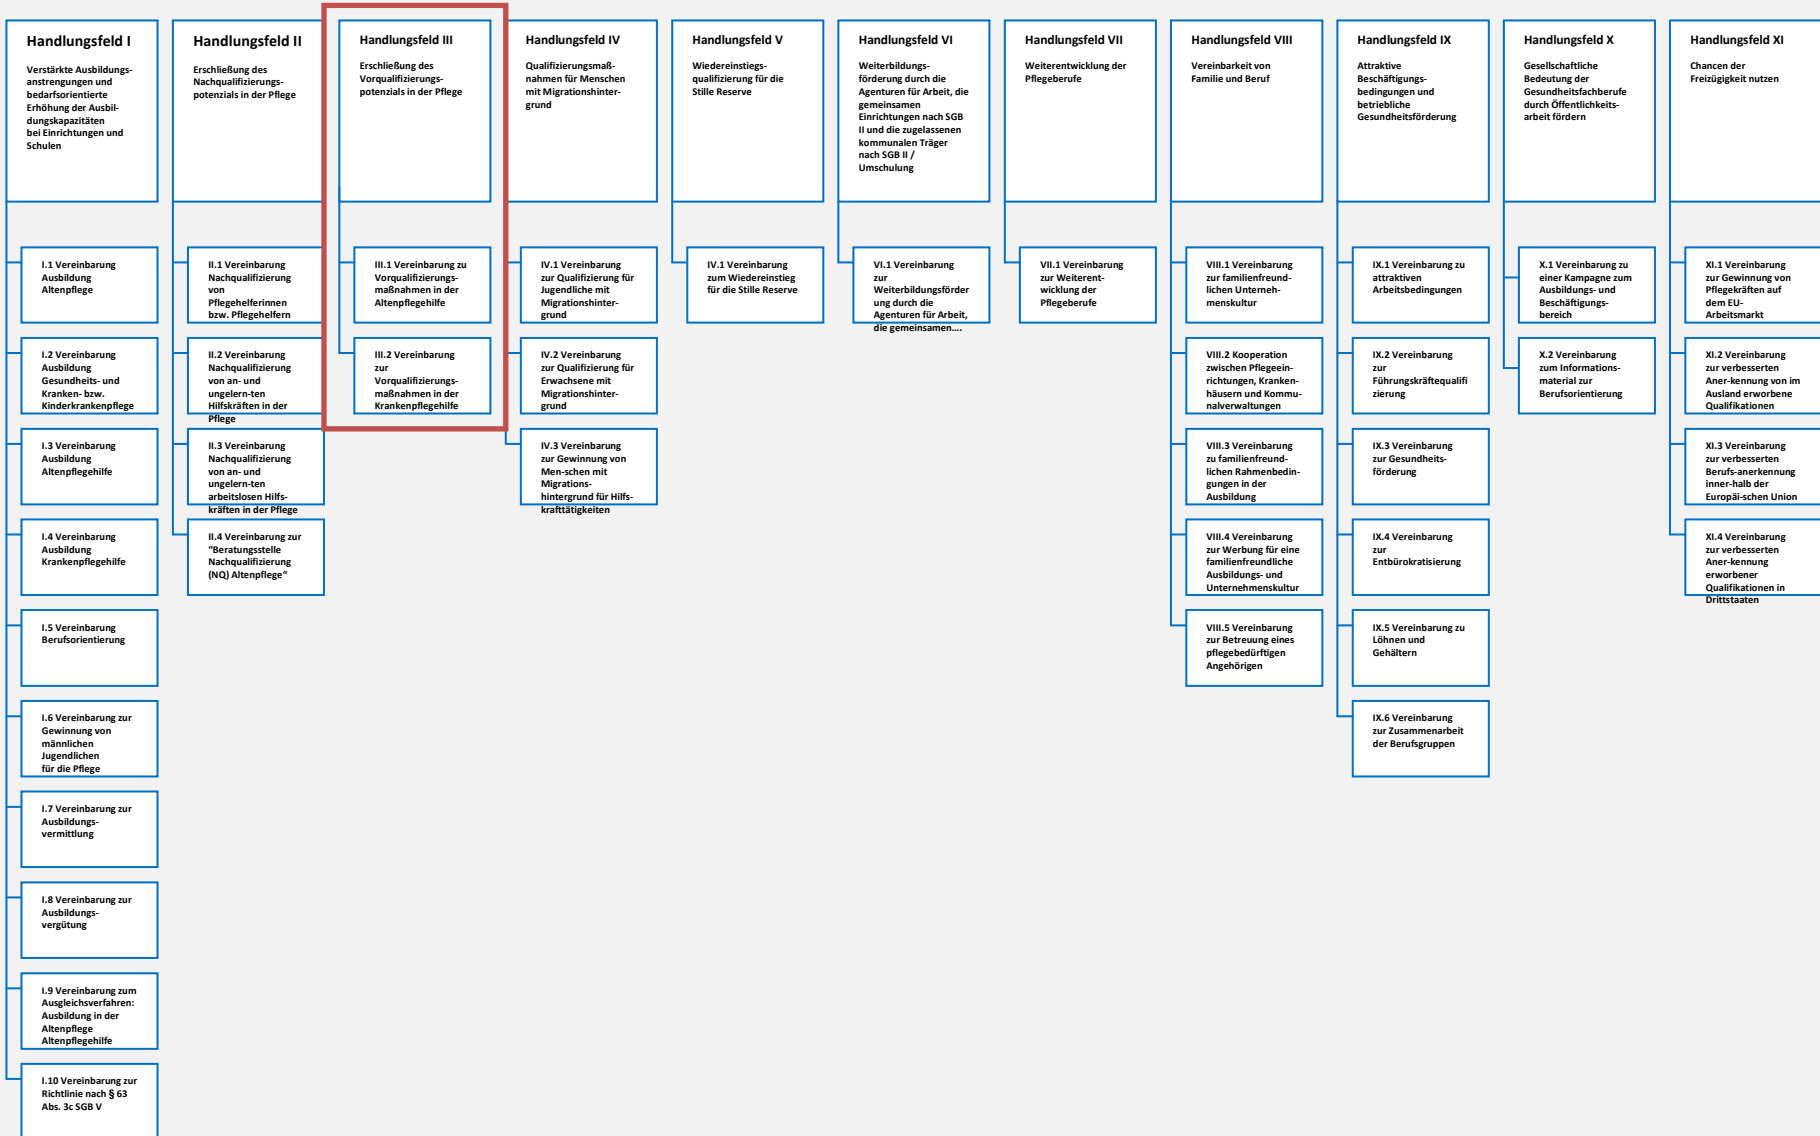 Handlungsfeld I
Verstärkte Ausbildungs-
anstrengungen und
bedarfsorientierte
Erhöhung der Ausbil-
dungskapazitäten
bei Einrichtungen und
Schulen
I.1 Vereinbarung
Ausbildung
Altenpflege
I.2 Vereinbarung
Ausbildung
Gesundheits- und
Kranken- bzw.
Kinderkrankenpflege
I.3 Vereinbarung
Ausbildung
Altenpflegehilfe
I.4 Vereinbarung
Ausbildung
Krankenpflegehilfe
I.5 Vereinbarung
Berufsorientierung
I.6 Vereinbarung zur
Gewinnung von
männlichen
Jugendlichen
für die Pflege
I.7 Vereinbarung zur
Ausbildungs-
vermittlung
I.8 Vereinbarung zur
Ausbildungs-
vergütung
I.9 Vereinbarung zum
Ausgleichsverfahren:
Ausbildung in der
Altenpflege
Altenpflegehilfe
I.10 Vereinbarung zur
Richtlinie nach § 63
Abs. 3c SGB V
Handlungsfeld II
Erschließung des
Nachqualifizierungs-
potenzials in der Pflege
II.1 Vereinbarung
Nachqualifizierung
von
Pflegehelferinnen
bzw. Pflegehelfern
II.2 Vereinbarung
Nachqualifizierung
von an- und
ungelern-ten
Hilfskräften in der
Pflege
II.3 Vereinbarung
Nachqualifizierung
von an- und
ungelern-ten
arbeitslosen Hilfs-
kräften in der Pflege
II.4 Vereinbarung zur
"Beratungsstelle
Nachqualifizierung
(NQ) Altenpflege"
Handlungsfeld III
Erschließung des
Vorqualifizierungs-
potenzials in der Pflege
III.1 Vereinbarung zu
Vorqualifizierungs-
maßnahmen in der
Altenpflegehilfe
III.2 Vereinbarung
zur
Vorqualifizierungs-
maßnahmen in der
Krankenpflegehilfe
Handlungsfeld IV
Qualifizierungsmaß-
nahmen für Menschen
mit Migrationshinter-
grund
IV.1 Vereinbarung
zur Qualifizierung für
Jugendliche mit
Migrationshinter-
grund
IV.2 Vereinbarung
zur Qualifizierung für
Erwachsene mit
Migrationshinter-
grund
IV.3 Vereinbarung
zur Gewinnung von
Men-schen mit
Migrations-
hintergrund für Hilfs-
krafttätigkeiten
Handlungsfeld V
Wiedereinstiegs-
qualifizierung für die
Stille Reserve
IV.1 Vereinbarung
zum Wiedereinstieg
für die Stille Reserve
Handlungsfeld VI
Weiterbildungs-
förderung durch die
Agenturen für Arbeit, die
gemeinsamen
Einrichtungen nach SGB
II und die zugelassenen
kommunalen Träger
nach SGB II /
Umschulung
VI.1 Vereinbarung
zur
Weiterbildungsförder
ung durch die
Agenturen für Arbeit,
die gemeinsamen....
Handlungsfeld VII
Weiterentwicklung der
Pflegeberufe
VII.1 Vereinbarung
zur Weiterent-
wicklung der
Pflegeberufe
Handlungsfeld VIII
Vereinbarkeit von
Familie und Beruf
VIII.1 Vereinbarung
zur familienfreund-
lichen Unterneh-
menskultur
VIII.2 Kooperation
zwischen Pflegeein-
richtungen, Kranken-
häusern und Kommu-
nalverwaltungen
VIII.3 Vereinbarung
zu familienfreund-
lichen Rahmenbedin-
gungen in der
Ausbildung
VIII.4 Vereinbarung
zur Werbung für eine
familienfreundliche
Ausbildungs- und
Unternehmenskultur
VIII.5 Vereinbarung
zur Betreuung eines
pflegebedürftigen
Angehörigen
Handlungsfeld IX
Attraktive
Beschäftigungs-
bedingungen und
betriebliche
Gesundheitsförderung
IX.1 Vereinbarung zu
attraktiven
Arbeitsbedingungen
IX.2 Vereinbarung
zur
Führungskräftequalifi
zierung
IX.3 Vereinbarung
zur Gesundheits-
förderung
IX.4 Vereinbarung
zur
Entbürokratisierung
IX.5 Vereinbarung zu
Löhnen und
Gehältern
IX.6 Vereinbarung
zur Zusammenarbeit
der Berufsgruppen
Handlungsfeld X
Gesellschaftliche
Bedeutung der
Gesundheitsfachberufe
durch Öffentlichkeits-
arbeit fördern
X.1 Vereinbarung zu
einer Kampagne zum
Ausbildungs- und
Beschäftigungs-
bereich
X.2 Vereinbarung
zum Informations-
material zur
Berufsorientierung
Handlungsfeld XI
Chancen der
Freizügigkeit nutzen
XI.1 Vereinbarung
zur Gewinnung von
Pflegekräften auf
dem EU-
Arbeitsmarkt
XI.2 Vereinbarung
zur verbesserten
Aner-kennung von im
Ausland erworbene
Qualifikationen
XI.3 Vereinbarung
zur verbesserten
Berufs-anerkennung
inner-halb der
Europäi-schen Union
XI.4 Vereinbarung
zur verbesserten
Aner-kennung
erworbener
Qualifikationen in
Drittstaaten